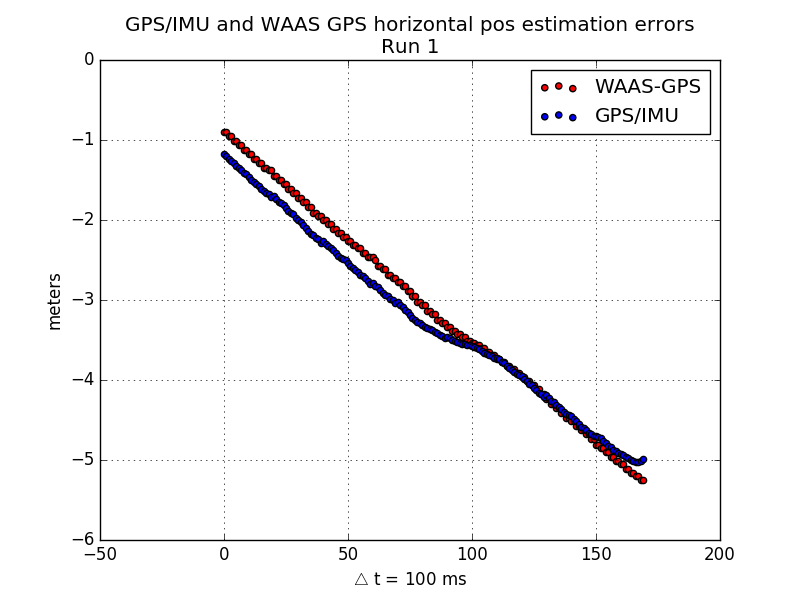 GPS/IMU and WAAS GPS horizontal pos estimation errors
Run 1
WAAS-GPS
GPS/IMU
0
−1
−2
−3
−4
−5
−6
meters
−50 0 50 100 150 200
△ t = 100 ms